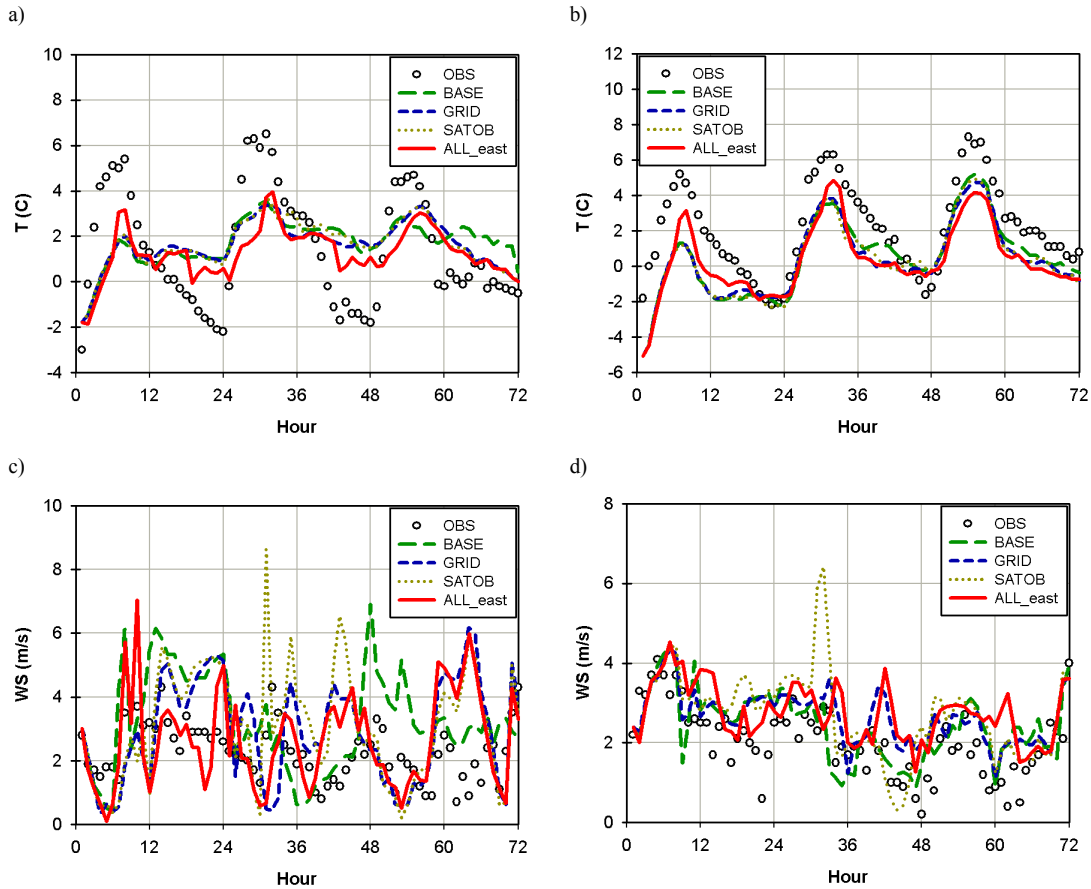 a)
10
8
6
4
2
0
-2
-4
T (C)
0 12 24 36 48 60 72
Hour
OBS
BASE
GRID
SATOB
ALL_east
b)
12
10
8
6
4
2
0
-2
-4
-6
T (C)
0 12 24 36 48 60 72
Hour
OBS
BASE
GRID
SATOB
ALL_east
c)
10
8
6
4
2
0
WS (m/s)
0 12 24 36 48 60 72
Hour
OBS
BASE
GRID
SATOB
ALL_east
d)
8
6
4
2
0
WS (m/s)
0 12 24 36 48 60 72
Hour
OBS
BASE
GRID
SATOB
ALL_east